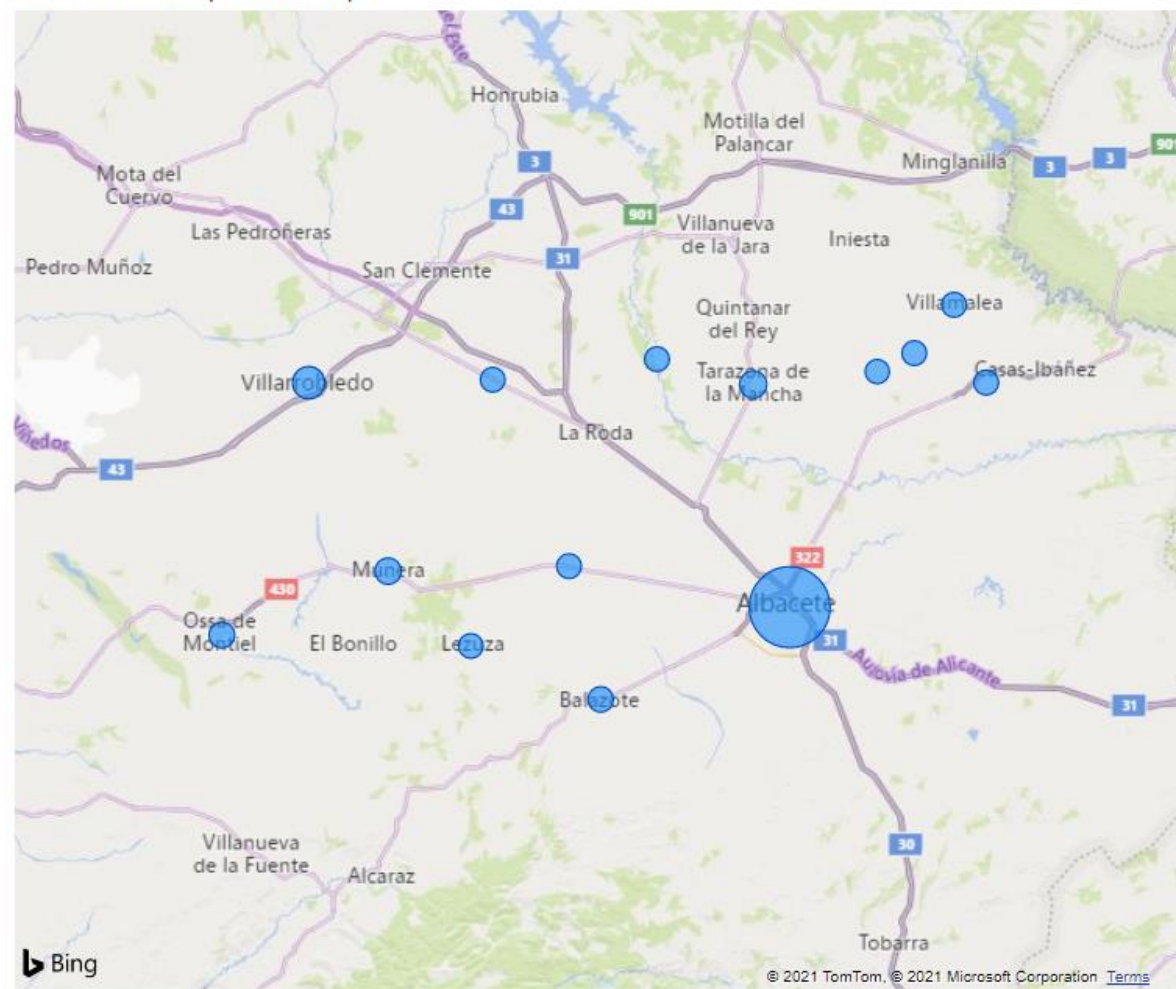 Honrubia
Motilla del
Palancar
Minglanilla
3
3
3
901
Mota del
Cuervo
43
901
Las Pedroñeras
Villanueva
de la Jara
Iniesta
Pedro Muñoz
San Clemente
31
Quintanar
del Rey
Villamalea
Villarrobledo
Tarazona de
la Mancha
Casas-Ibáñez
La Roda
Viñedos
43
322
Munera
430
Albacete
Ossa de
Montiel
El Bonillo
Lezuza
31
Autovía de Alicante
Balazote
31
Villanueva
de la Fuente
Alcaraz
30
Tobarra
Bing
© 2021 TomTom, © 2021 Microsoft Corporation Terms